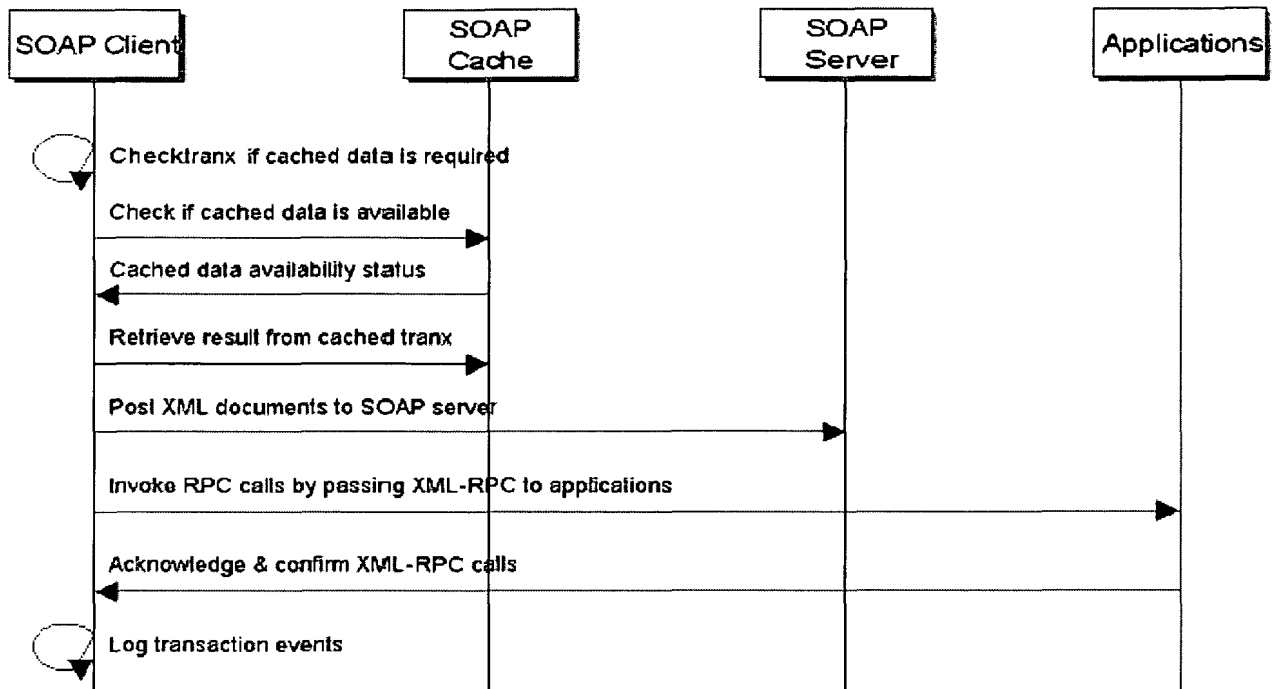 SOAP Client
SOAP
Cache
SOAP
Server
Applications
Checktranx if cached data is required
Check if cached data is available
Cached data availability status
Retrieve result from cached tranx
Post XML documents to SOAP server
Invoke RPC calls by passing XML-RPC to applications
Acknowledge & confirm XML-RPC calls
Log transaction events